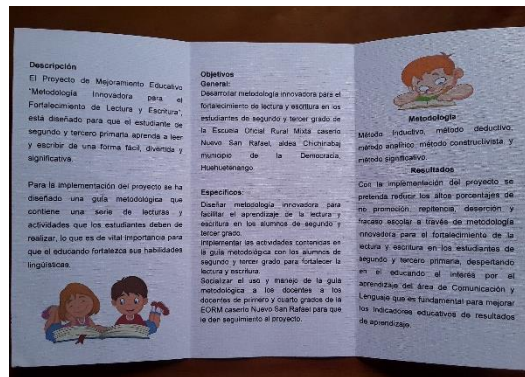 Descripción
El Proyecto de Mejoramiento Educativo
"Metodología Innovadora para el
Fortalecimiento de Lectura y Escritura",
está diseñado para que el estudiante de
segundo y tercero primaria aprenda a leer
y escribir de una forma fácil, divertida y
significativa.
Para la implementación del proyecto se ha
diseñado una guía metodológica que
contiene una serie de lecturas y
actividades que los estudiantes deben de
realizar, lo que es de vital importancia para
que el educando fortalezca sus habilidades
lingüísticas.
Objetivos
General:
Desarrollar metodología innovadora para el
fortalecimiento de lectura y escritura en los
estudiantes de segundo y tercer grado de
la Escuela Oficial Rural Mixta caserío
Nuevo San Rafael, aldea Chichinabaj
municipio de la Democracia,
Huehuetenango.
Específicos:
Diseñar metodología innovadora para
facilitar el aprendizaje de la lectura y
escritura en los alumnos de segundo y
tercer grado.
Implementar las actividades contenidas en
la guía metodológica con los alumnos de
segundo y tercer grado para fortalecer la
lectura y escritura.
Socializar el uso y manejo de la guía
metodológica a los docentes a los
docentes de primero y cuarto grados de la
EORM caserío Nuevo San Rafael para que
le den seguimiento al proyecto.
Metodología
Método Inductivo, método deductivo,
método analítico, método constructivista y
método significativo.
Resultados
Con la implementación del proyecto se
pretende reducir los altos porcentajes de
no promoción, repitencia, deserción y
fracaso escolar a través de metodología
innovadora para el fortalecimiento de la
lectura y escritura en los estudiantes de
segundo y tercero primaria, despertando
en el educando el interés por el
aprendizaje del área de Comunicación y
Lenguaje que es fundamental para mejorar
los indicadores educativos de resultados
de aprendizaje.